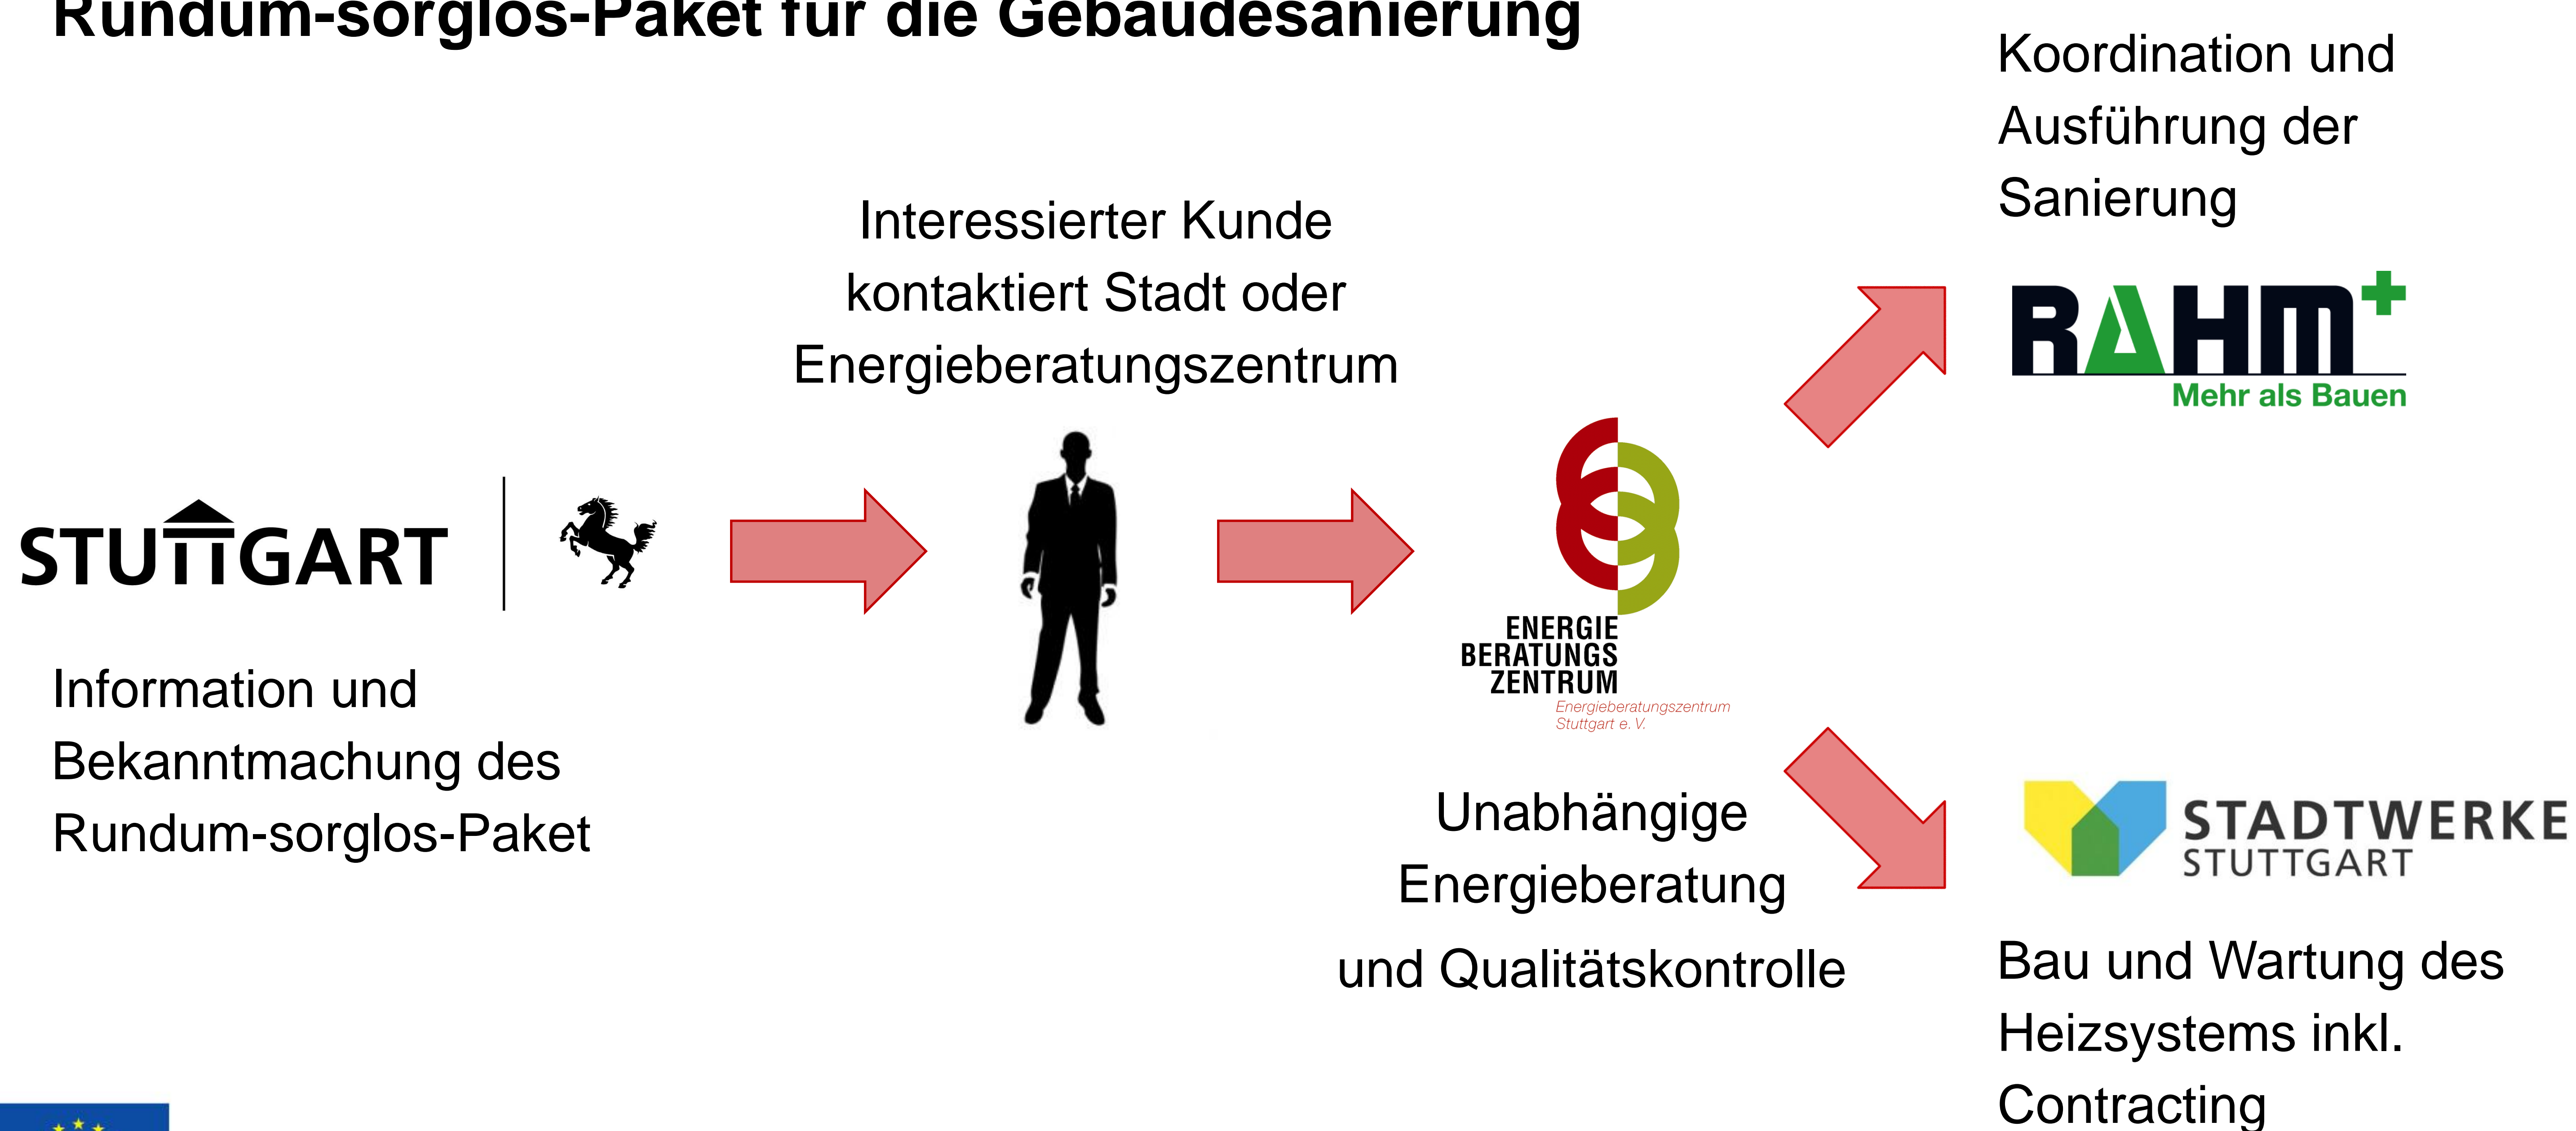 Rundum-sorglos-Paket für die Gebäudesanierung
Koordination und
Ausführung der
Sanierung
RAHM+
Mehr als Bauen
Interessierter Kunde
kontaktiert Stadt oder
Energieberatungszentrum
STUTTGART
Information und
Bekanntmachung des
Rundum-sorglos-Paket
ENERGIE
BERATUNGS
ZENTRUM
Energieberatungszentrum
Stuttgart e. V.
Unabhängige
Energieberatung
und Qualitätskontrolle
STADTWERKE
STUTTGART
Bau und Wartung des
Heizsystems inkl.
Contracting